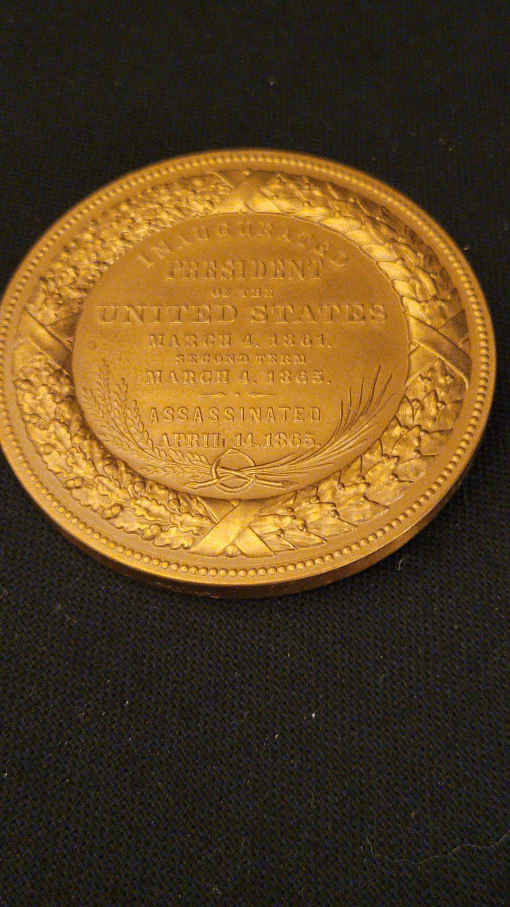 INAUGURATED
PRESIDENT
OF THE
UNITED STATES
MARCH 4, 1861.
SECOND TERM
MARCH 4, 1865.
ASSASSINATED
APRIL 14, 1865.